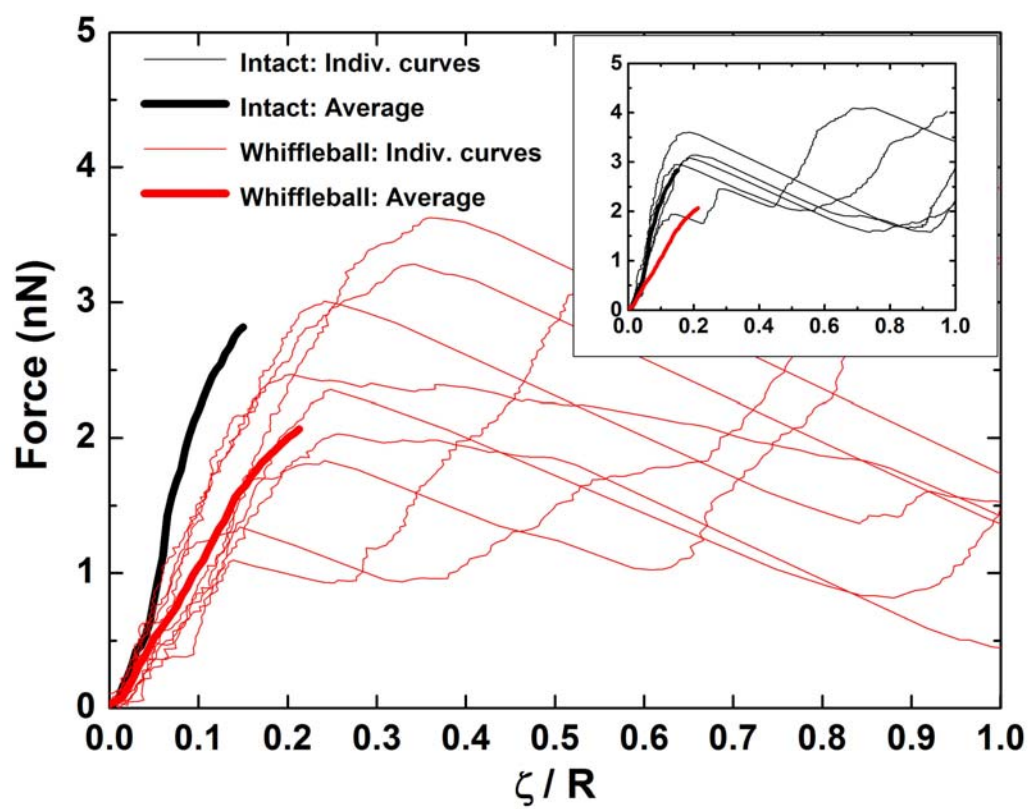 5
4
3
2
1
0
Force (nN)
Intact: Indiv. curves
Intact: Average
Whiffleball: Indiv. curves
Whiffleball: Average
5
4
3
2
1
0
0.0 0.2 0.4 0.6 0.8 1.0
0.0 0.1 0.2 0.3 0.4 0.5 0.6 0.7 0.8 0.9 1.0
ζ / R